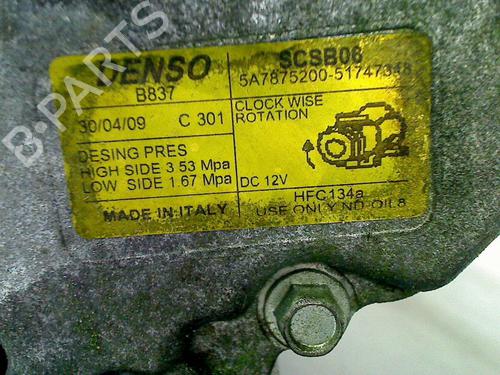 DENSO
B837
30/04/09 C 301
DESING PRES
HIGH SIDE 3 53 Mpa
LOW SIDE 1.67 Mpa
MADE IN ITALY
SCSB06
5A7875200-51747318
CLOCK WISE
ROTATION
DC 12V
HFC134a
USE ONLY ND-OIL8
B-PARTS